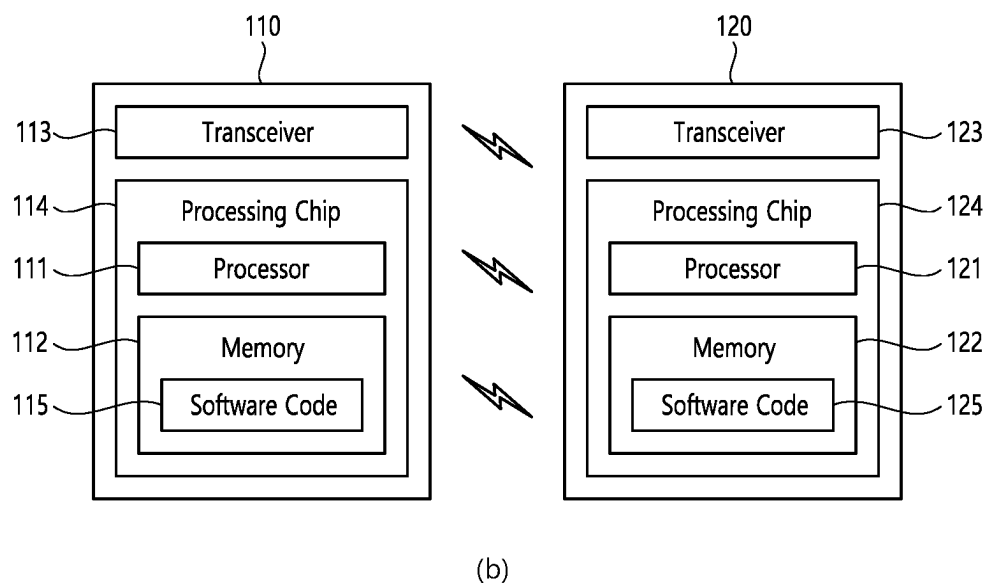 110 120
113 Transceiver Transceiver 123
114 Processing Chip Processing Chip 124
111 Processor Processor 121
112 Memory Memory 122
115 Software Code Software Code 125
(b)